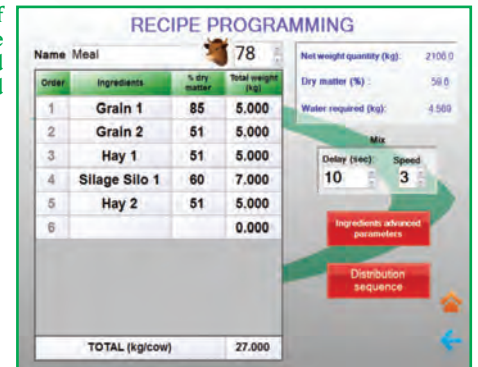 RECIPE PROGRAMMING
Name Meal 78
Net weight quantity (kg): 2106.0
Dry matter (%) : 59.6
Water required (kg): 4.569
Order Ingredients % dry matter Total weight (kg)
1 Grain 1 85 5.000
2 Grain 2 51 5.000
3 Hay 1 51 5.000
4 Silage Silo 1 60 7.000
5 Hay 2 51 5.000
6 0.000
TOTAL (kg/cow) 27.000
Mix
Delay (sec): Speed
10 3
Ingredients advanced
parameters
Distribution
sequence